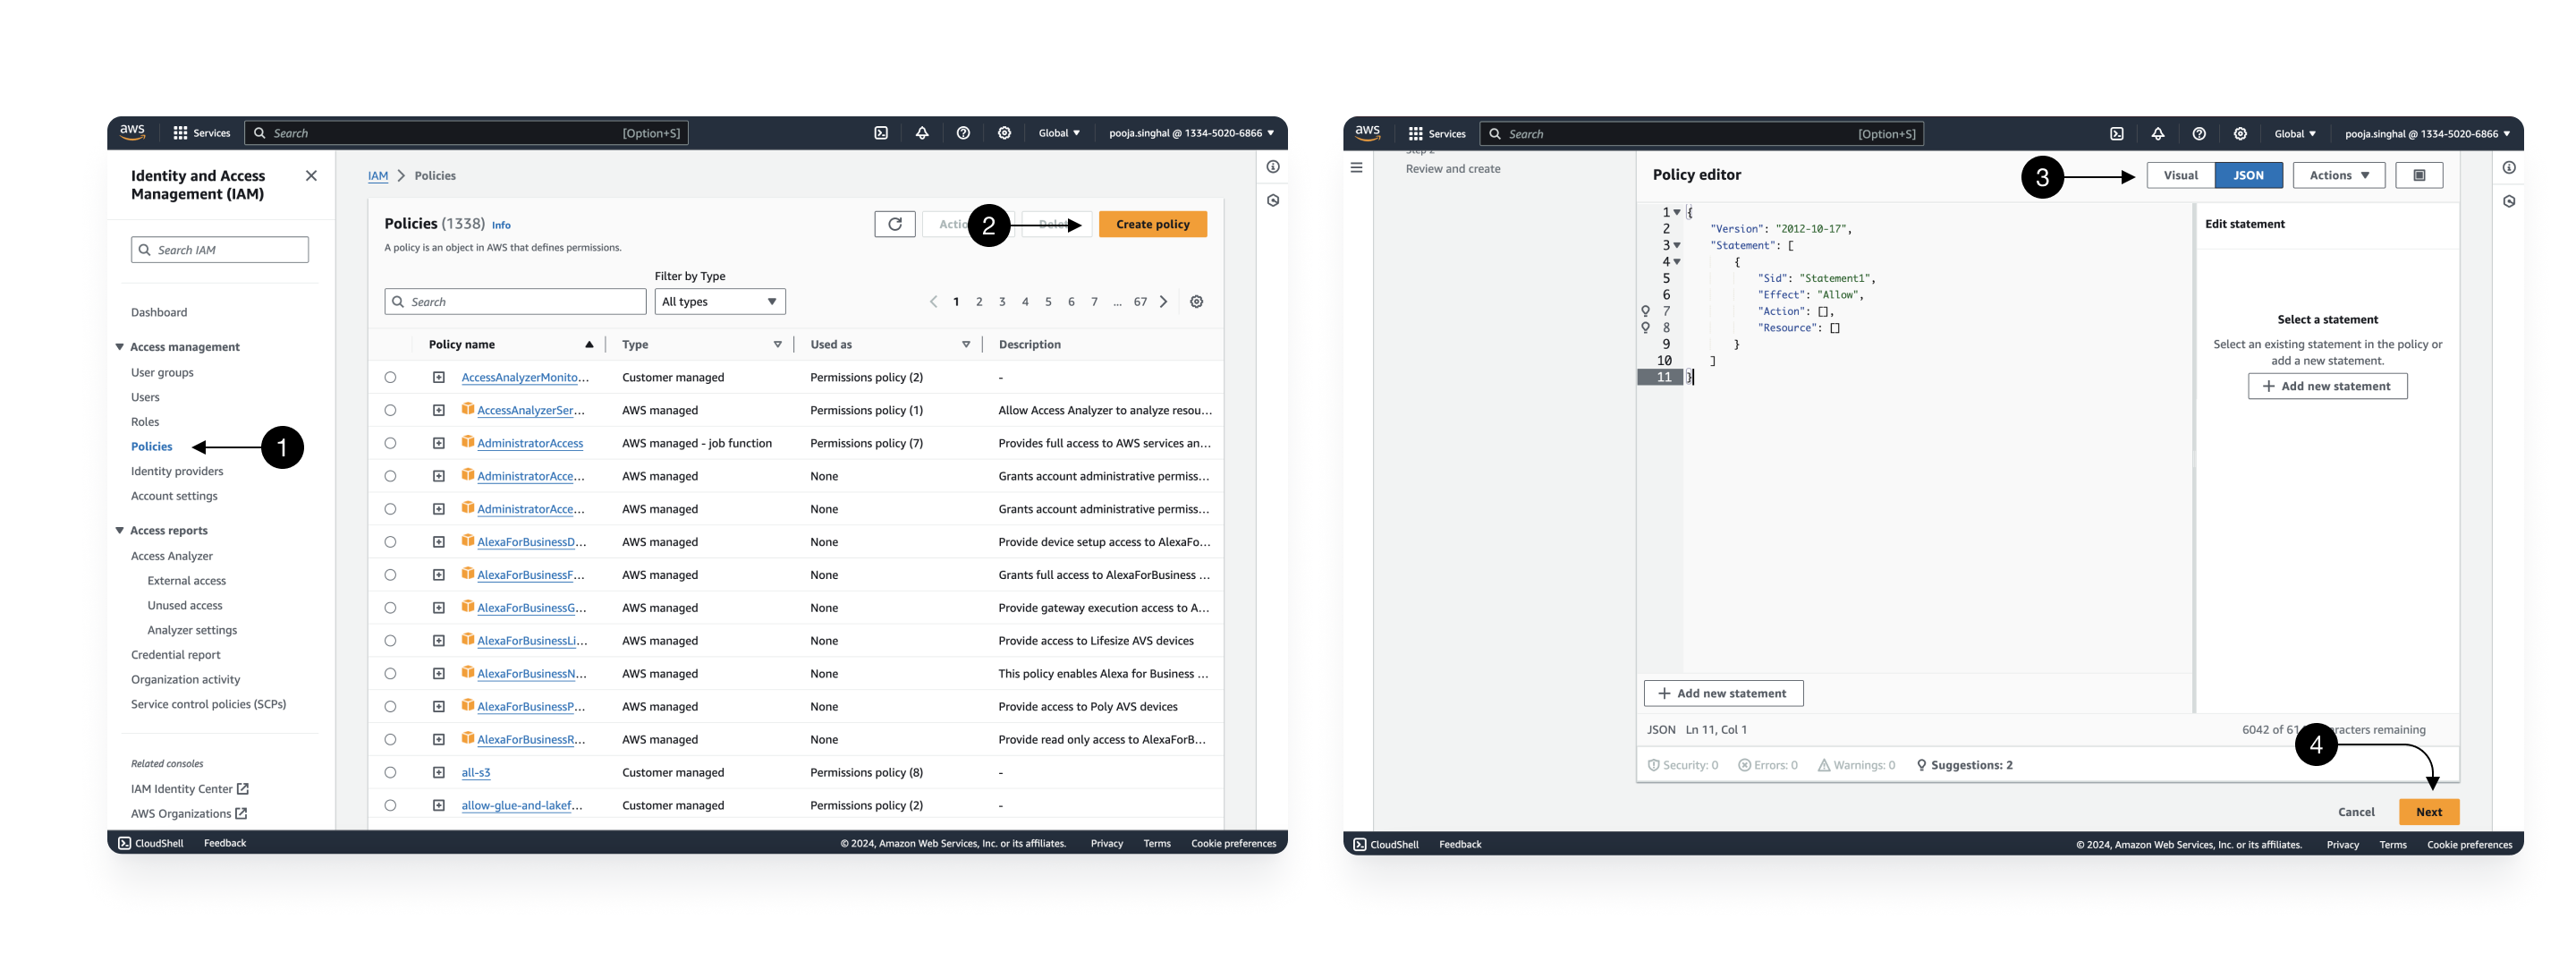 aws Services Search [Option+S] Global pooja.singhal @ 1334-5020-6866
Identity and Access
Management (IAM)
Search IAM
Dashboard
Access management
User groups
Users
Roles
Policies
1
Identity providers
Account settings
Access reports
Access Analyzer
External access
Unused access
Analyzer settings
Credential report
Organization activity
Service control policies (SCPs)
Related consoles
IAM Identity Center
AWS Organizations
IAM > Policies
Policies (1338) Info
2
Create policy
A policy is an object in AWS that defines permissions.
Filter by Type
Search All types 1 2 3 4 5 6 7 ... 67
Policy name Type Used as Description
AccessAnalyzerMonito... Customer managed Permissions policy (2) -
AccessAnalyzerSer... AWS managed Permissions policy (1) Allow Access Analyzer to analyze resou...
AdministratorAccess AWS managed - job function Permissions policy (7) Provides full access to AWS services an...
AdministratorAcce... AWS managed None Grants account administrative permiss...
AdministratorAcce... AWS managed None Grants account administrative permiss...
AlexaForBusinessD... AWS managed None Provide device setup access to AlexaFo...
AlexaForBusinessF... AWS managed None Grants full access to AlexaForBusiness ...
AlexaForBusinessG... AWS managed None Provide gateway execution access to A...
AlexaForBusinessLi... AWS managed None Provide access to Lifesize AVS devices
AlexaForBusinessN... AWS managed None This policy enables Alexa for Business ...
AlexaForBusinessP... AWS managed None Provide access to Poly AVS devices
AlexaForBusinessR... AWS managed None Provide read only access to AlexaForB...
all-s3 Customer managed Permissions policy (8) -
allow-glue-and-lakef... Customer managed Permissions policy (2) -
CloudShell Feedback © 2024, Amazon Web Services, Inc. or its affiliates. Privacy Terms Cookie preferences
aws Services Search [Option+S] Global pooja.singhal @ 1334-5020-6866
Review and create
Policy editor
3
Visual JSON Actions
1 {
2 "Version": "2012-10-17",
3 "Statement": [
4 {
5 "Sid": "Statement1",
6 "Effect": "Allow",
7 "Action": [],
8 "Resource": []
9 }
10 ]
11 }
Edit statement
Select a statement
Select an existing statement in the policy or
add a new statement.
+ Add new statement
+ Add new statement
JSON Ln 11, Col 1
6042 of remaining
4
Security: 0 Errors: 0 Warnings: 0 Suggestions: 2
Cancel Next
CloudShell Feedback © 2024, Amazon Web Services, Inc. or its affiliates. Privacy Terms Cookie preferences